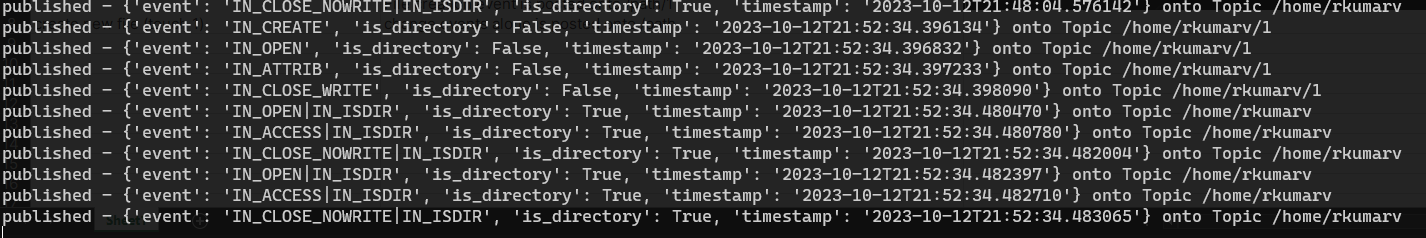 published - {'event': 'IN_CLOSE_NOWRITE|IN_ISDIR', 'is_directory': True, 'timestamp': '2023-10-12T21:48:04.576142'} onto Topic /home/rkumarv
published - {'event': 'IN_CREATE', 'is_directory': False, 'timestamp': '2023-10-12T21:52:34.396134'} onto Topic /home/rkumarv/1
published - {'event': 'IN_OPEN', 'is_directory': False, 'timestamp': '2023-10-12T21:52:34.396832'} onto Topic /home/rkumarv/1
published - {'event': 'IN_ATTRIB', 'is_directory': False, 'timestamp': '2023-10-12T21:52:34.397233'} onto Topic /home/rkumarv/1
published - {'event': 'IN_CLOSE_WRITE', 'is_directory': False, 'timestamp': '2023-10-12T21:52:34.398090'} onto Topic /home/rkumarv/1
published - {'event': 'IN_OPEN|IN_ISDIR', 'is_directory': True, 'timestamp': '2023-10-12T21:52:34.480470'} onto Topic /home/rkumarv
published - {'event': 'IN_ACCESS|IN_ISDIR', 'is_directory': True, 'timestamp': '2023-10-12T21:52:34.480780'} onto Topic /home/rkumarv
published - {'event': 'IN_CLOSE_NOWRITE|IN_ISDIR', 'is_directory': True, 'timestamp': '2023-10-12T21:52:34.482004'} onto Topic /home/rkumarv
published - {'event': 'IN_OPEN|IN_ISDIR', 'is_directory': True, 'timestamp': '2023-10-12T21:52:34.482397'} onto Topic /home/rkumarv
published - {'event': 'IN_ACCESS|IN_ISDIR', 'is_directory': True, 'timestamp': '2023-10-12T21:52:34.482710'} onto Topic /home/rkumarv
published - {'event': 'IN_CLOSE_NOWRITE|IN_ISDIR', 'is_directory': True, 'timestamp': '2023-10-12T21:52:34.483065'} onto Topic /home/rkumarv